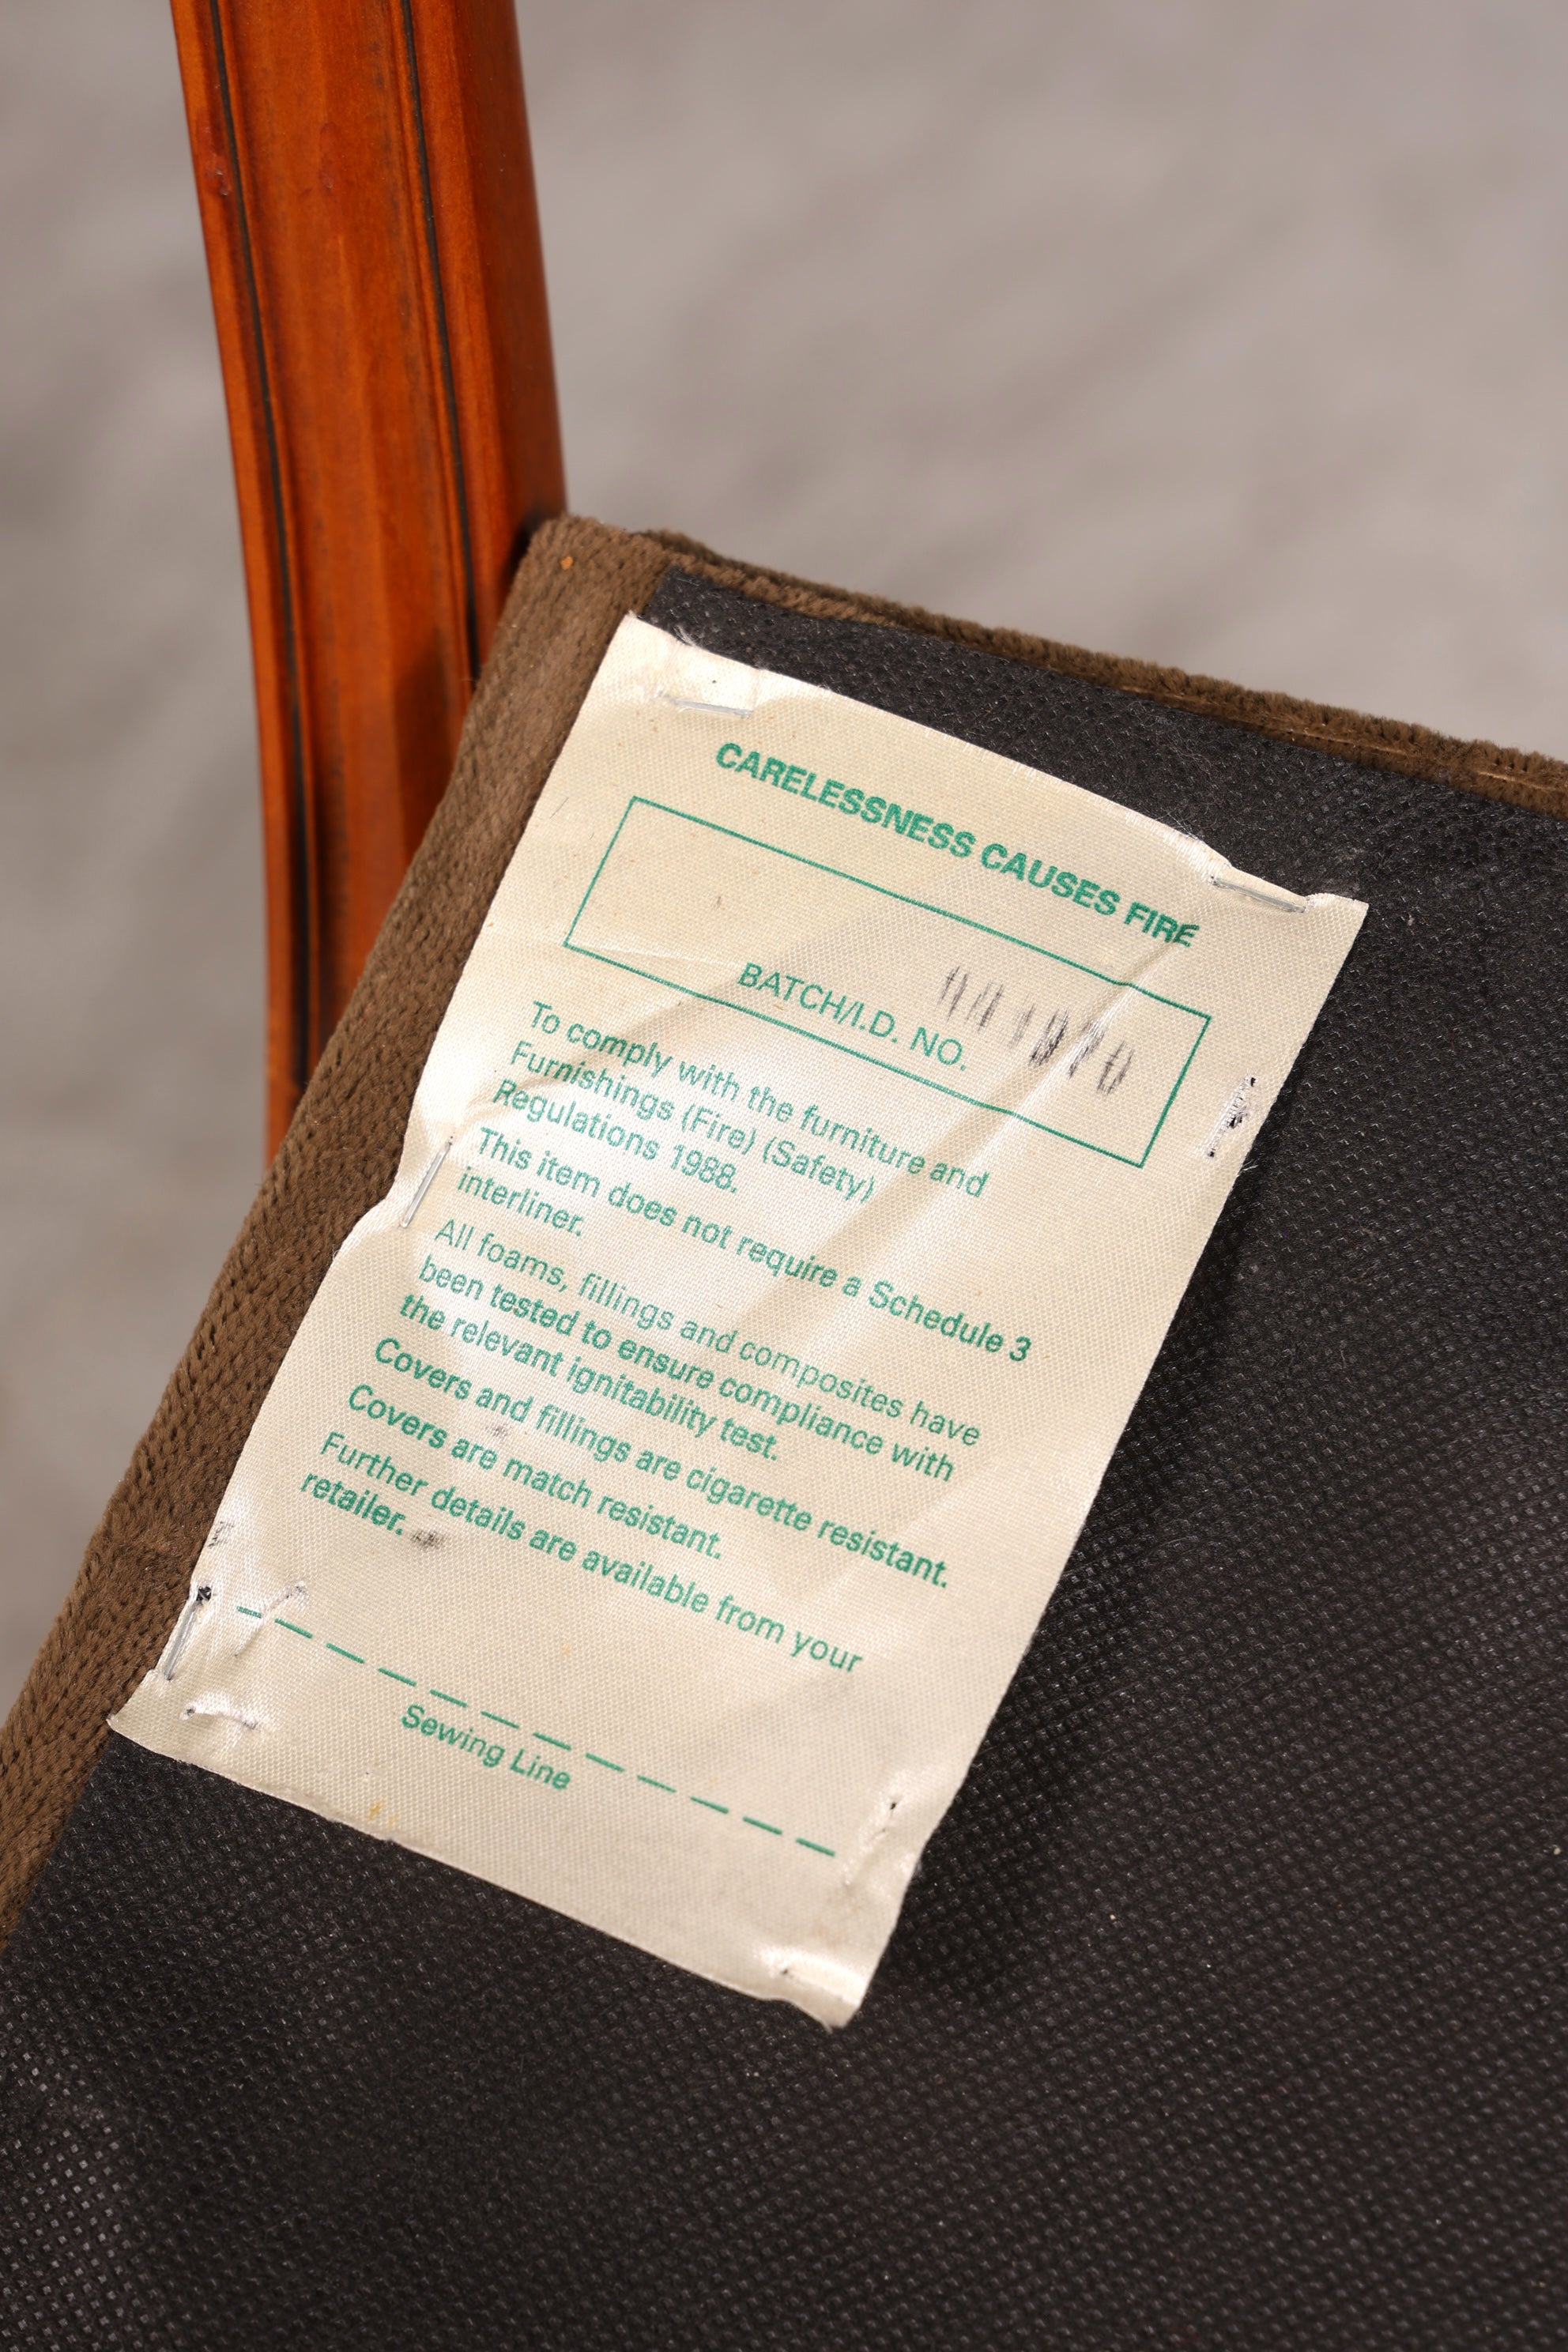 CARELESSNESS CAUSES FIRE
BATCH/I.D. NO.
To comply with the furniture and
Furnishings (Fire) (Safety)
Regulations 1988.
This item does not require a Schedule 3
interliner.
All foams, fillings and composites have
been tested to ensure compliance with
the relevant ignitability test.
Covers and fillings are cigarette resistant.
Covers are match resistant.
Further details are available from your
retailer.
Sewing Line